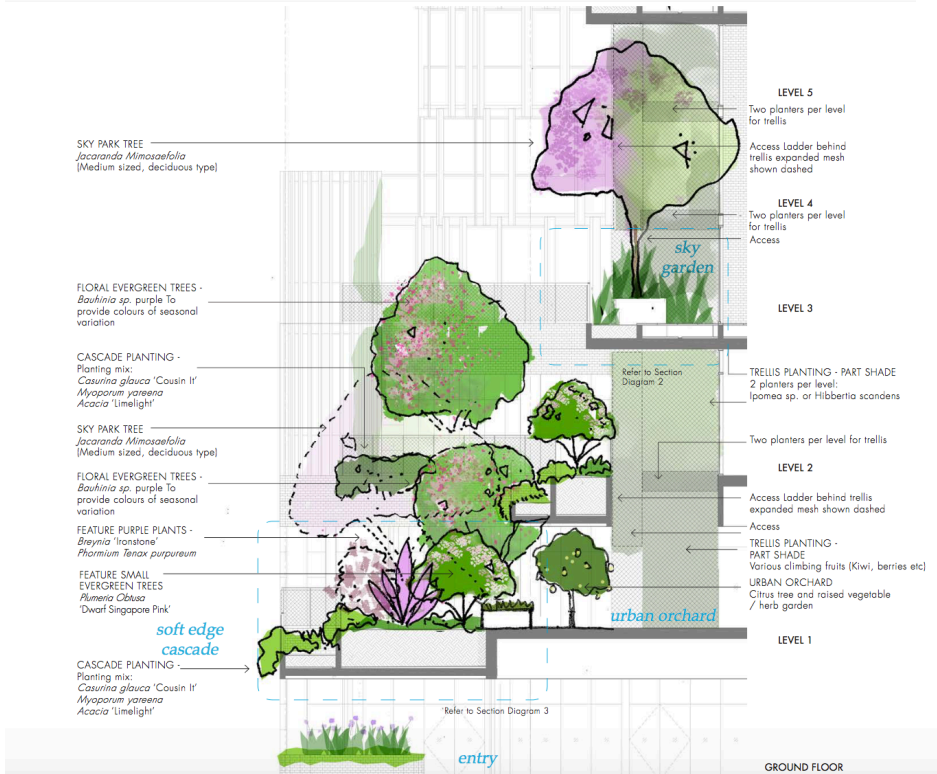 SKY PARK TREE
Jacaranda Mimosaefolia
(Medium sized, deciduous type)
FLORAL EVERGREEN TREES -
Bauhinia sp. purple To
provide colours of seasonal
variation
CASCADE PLANTING -
Planting mix:
Casurina glauca 'Cousin It'
Myoporum yareena
Acacia 'Limelight'
SKY PARK TREE
Jacaranda Mimosaefolia
(Medium sized, deciduous type)
FLORAL EVERGREEN TREES -
Bauhinia sp. purple To
provide colours of seasonal
variation
FEATURE PURPLE PLANTS -
Breynia 'Ironstone'
Phormium Tenax purpureum
FEATURE SMALL
EVERGREEN TREES
Plumeria Obtusa
'Dwarf Singapore Pink'
soft edge
cascade
CASCADE PLANTING -
Planting mix:
Casurina glauca 'Cousin It'
Myoporum yareena
Acacia 'Limelight'
sky
garden
Refer to Section
Diagram 2
urban orchard
Refer to Section Diagram 3
entry
LEVEL 5
Two planters per level
for trellis
Access Ladder behind
trellis expanded mesh
shown dashed
LEVEL 4
Two planters per level
for trellis
Access
LEVEL 3
TRELLIS PLANTING - PART SHADE
2 planters per level:
Ipomea sp. or Hibbertia scandens
Two planters per level for trellis
LEVEL 2
Access Ladder behind trellis
expanded mesh shown dashed
Access
TRELLIS PLANTING -
PART SHADE
Various climbing fruits (Kiwi, berries etc)
URBAN ORCHARD
Citrus tree and raised vegetable
/ herb garden
LEVEL 1
GROUND FLOOR